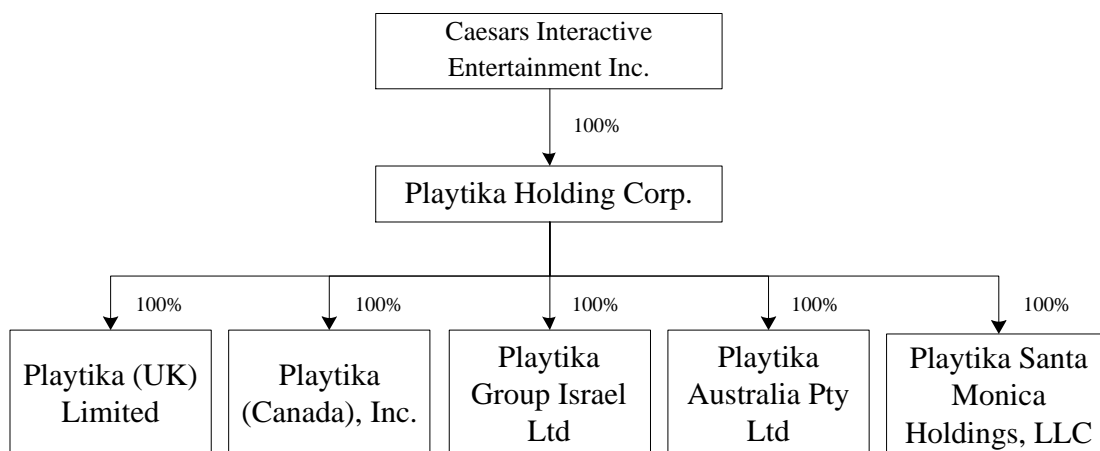 Caesars Interactive
Entertainment Inc.
100%
Playtika Holding Corp.
100%
100%
100%
100%
100%
Playtika (UK)
Limited
Playtika
(Canada), Inc.
Playtika
Group Israel
Ltd
Playtika
Australia Pty
Ltd
Playtika Santa
Monica
Holdings, LLC